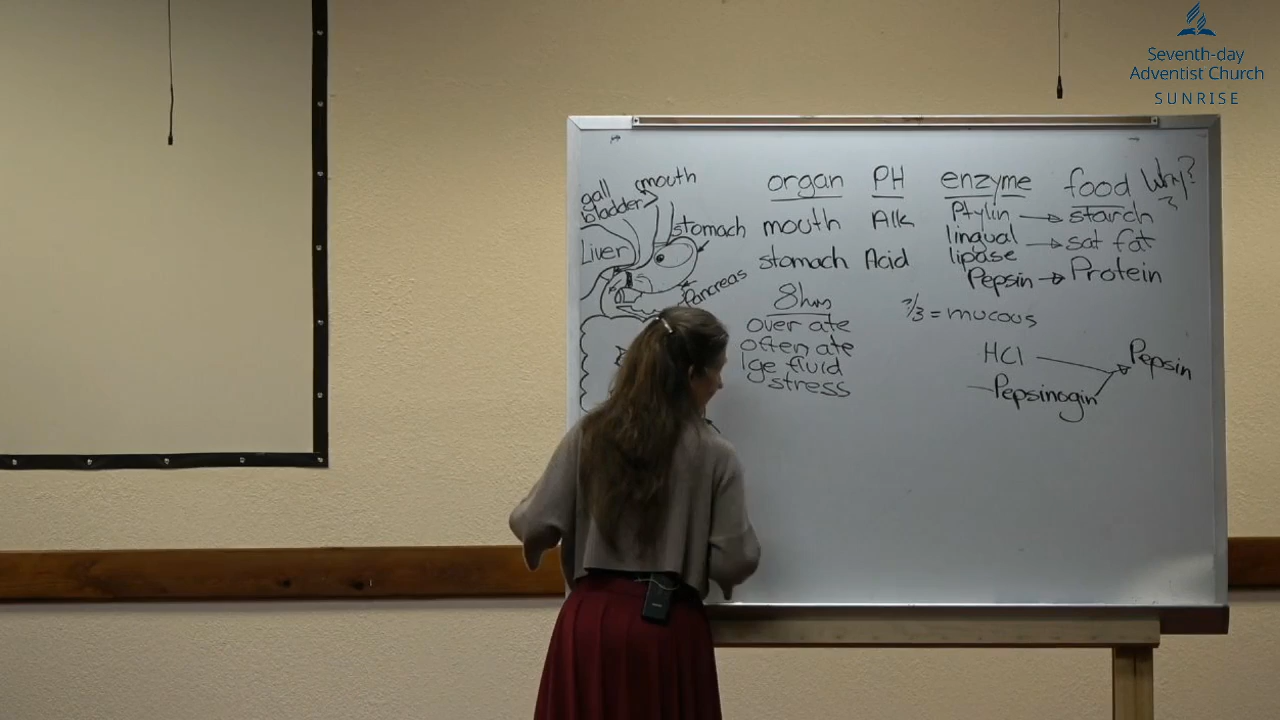 Seventh-day
Adventist Church
SUNRISE
gall
bladder
mouth
Liver
stomach
Pancreas
organ PH enzyme food Why?
mouth Alk Ptylin → starch
lingual
lipase → sat fat
stomach Acid Pepsin → Protein
8hrs
over ate
often ate
lge fluid
stress
2/3 = mucous
HCl → Pepsin
Pepsinogin